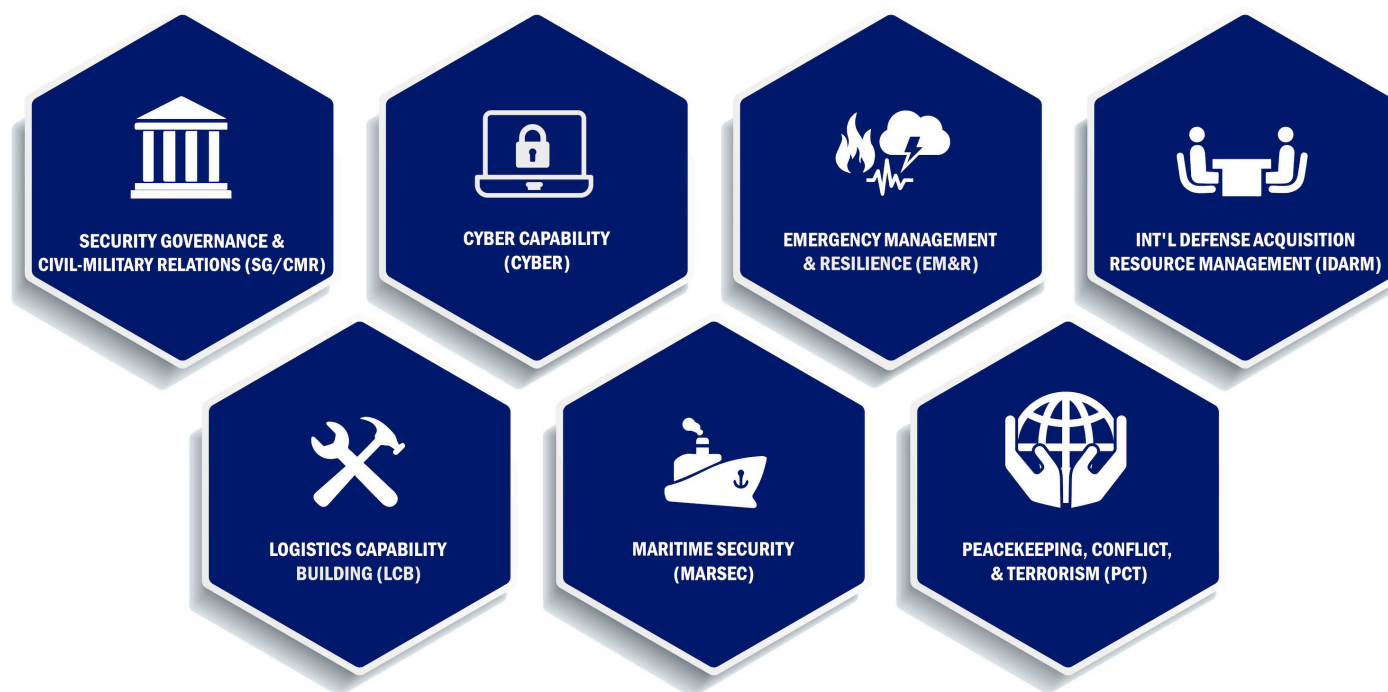 SECURITY GOVERNANCE &
CIVIL-MILITARY RELATIONS (SG/CMR)
CYBER CAPABILITY
(CYBER)
EMERGENCY MANAGEMENT
& RESILIENCE (EM&R)
INT'L DEFENSE ACQUISITION
RESOURCE MANAGEMENT (IDARM)
LOGISTICS CAPABILITY
BUILDING (LCB)
MARITIME SECURITY
(MARSEC)
PEACEKEEPING, CONFLICT,
& TERRORISM (PCT)